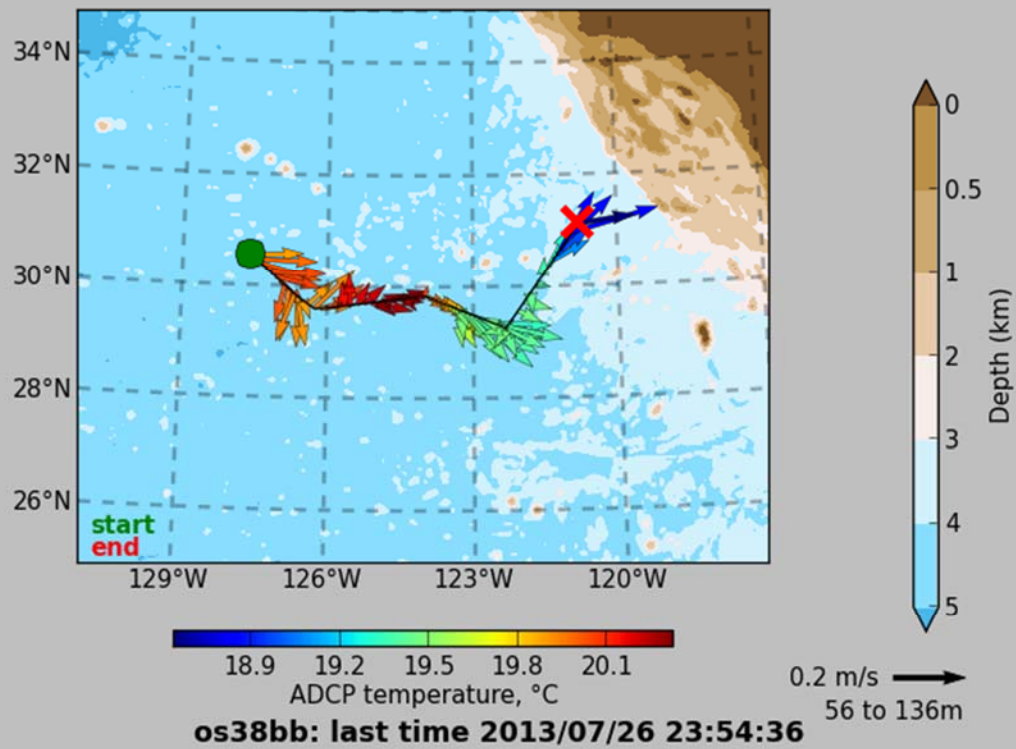 34°N
32°N
30°N
28°N
26°N
start
end
129°W 126°W 123°W 120°W
0
0.5
1
2
3
4
5
Depth (km)
18.9 19.2 19.5 19.8 20.1
ADCP temperature, °C
0.2 m/s
56 to 136m
os38bb: last time 2013/07/26 23:54:36